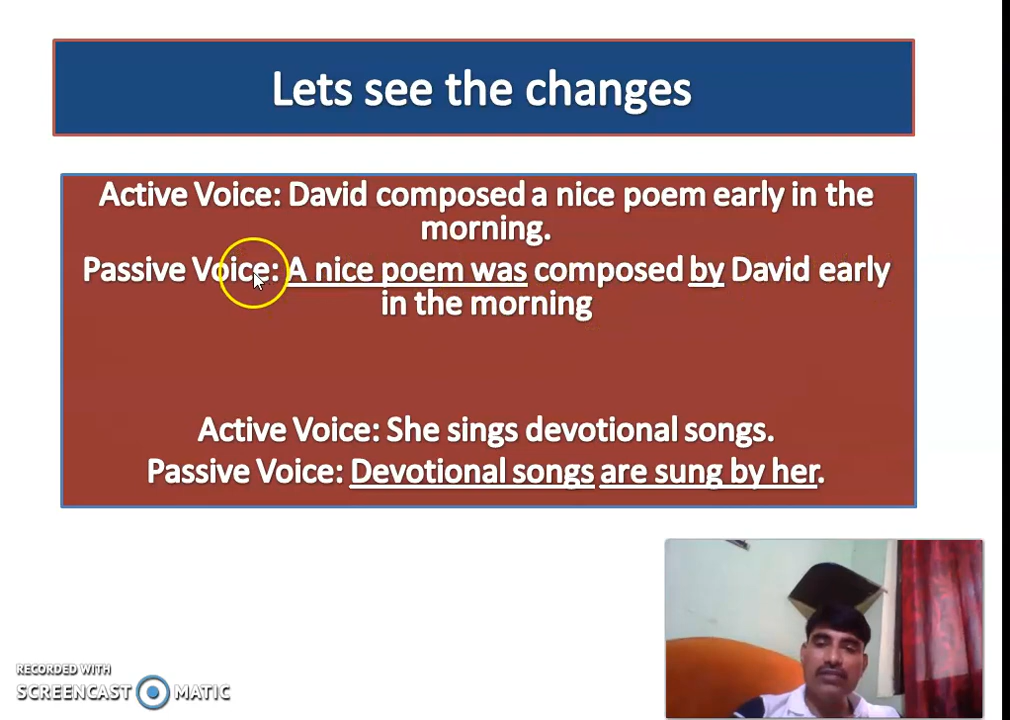 Lets see the changes
Active Voice: David composed a nice poem early in the
morning.
Passive Voice: A nice poem was composed by David early
in the morning
Active Voice: She sings devotional songs.
Passive Voice: Devotional songs are sung by her.
RECORDED WITH
SCREENCAST MATIC